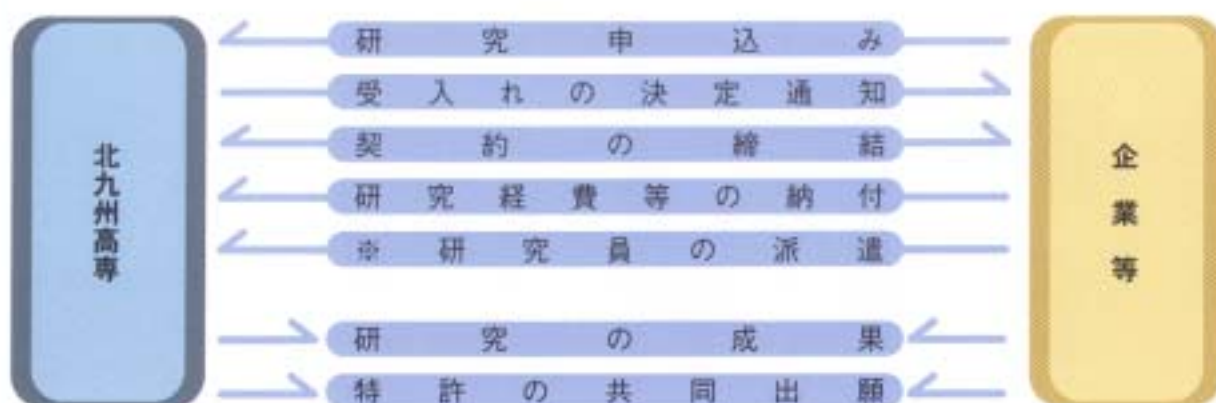 北九州高専
研究申込み
受入れの決定通知
契約の締結
研究経費等の納付
※研究員の派遣
研究の成果
特許の共同出願
企業等